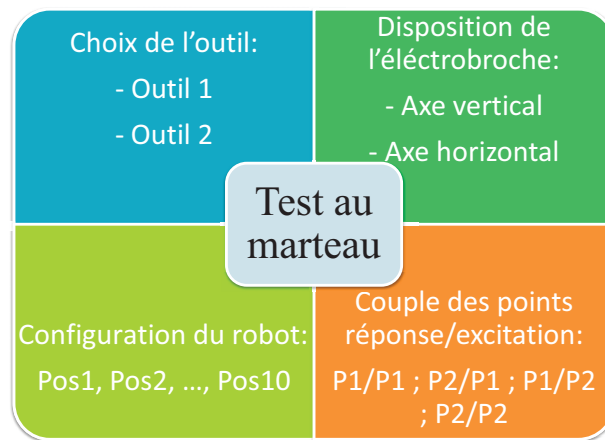 Choix de l’outil:
- Outil 1
- Outil 2
Disposition de
l’éléctrobroche:
- Axe vertical
- Axe horizontal
Test au
marteau
Configuration du robot:
Pos1, Pos2, ..., Pos10
Couple des points
réponse/excitation:
P1/P1 ; P2/P1 ; P1/P2
; P2/P2